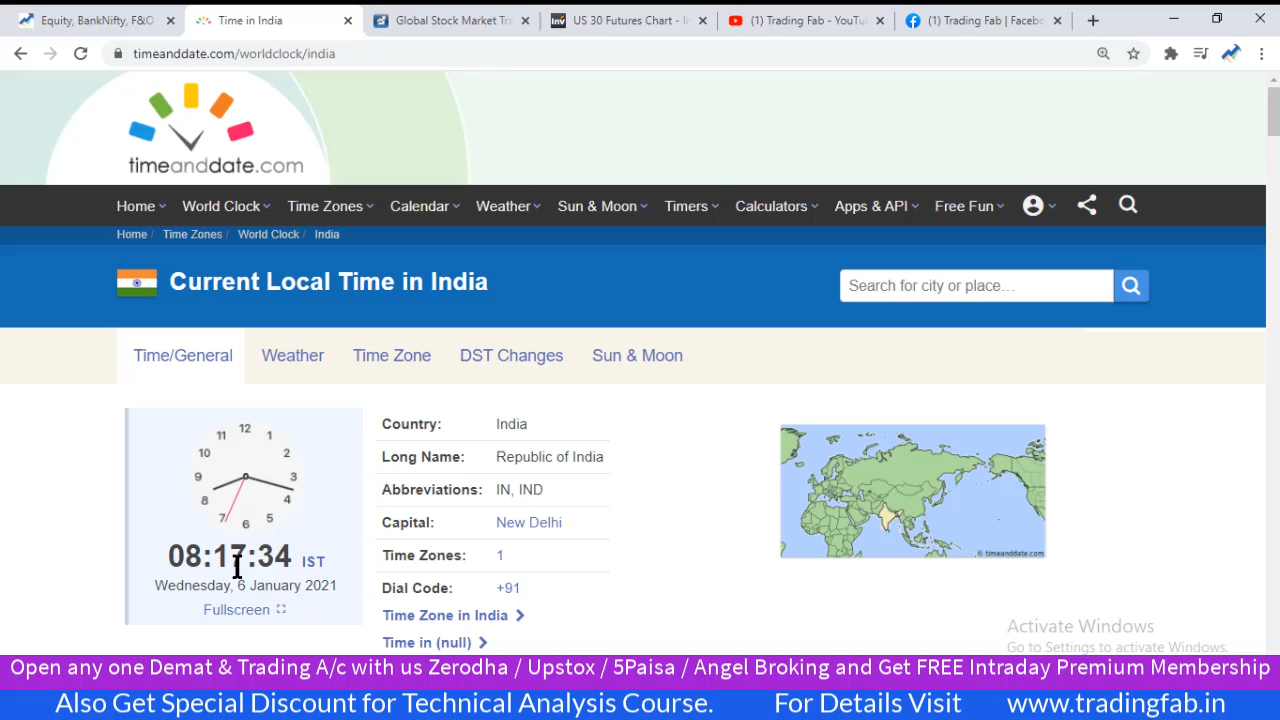 Equity, BankNifty, F&O
Time in India
Global Stock Market Tra
US 30 Futures Chart - In
(1) Trading Fab - YouTu
(1) Trading Fab | Faceb
timeanddate.com/worldclock/india
timeanddate.com
Home World Clock Time Zones Calendar Weather Sun & Moon Timers Calculators Apps & API Free Fun
Home / Time Zones / World Clock / India
Current Local Time in India
Search for city or place...
Time/General Weather Time Zone DST Changes Sun & Moon
12
11 1
10 2
9 3
8 4
7 5
6
08:17:34 IST
Wednesday, 6 January 2021
Fullscreen
Country: India
Long Name: Republic of India
Abbreviations: IN, IND
Capital: New Delhi
Time Zones: 1
Dial Code: +91
Time Zone in India
Time in (null)
© timeanddate.com
Activate Windows
Go to Settings to activate Windows.
Open any one Demat & Trading A/c with us Zerodha / Upstox / 5Paisa / Angel Broking and Get FREE Intraday Premium Membership
Also Get Special Discount for Technical Analysis Course. For Details Visit www.tradingfab.in